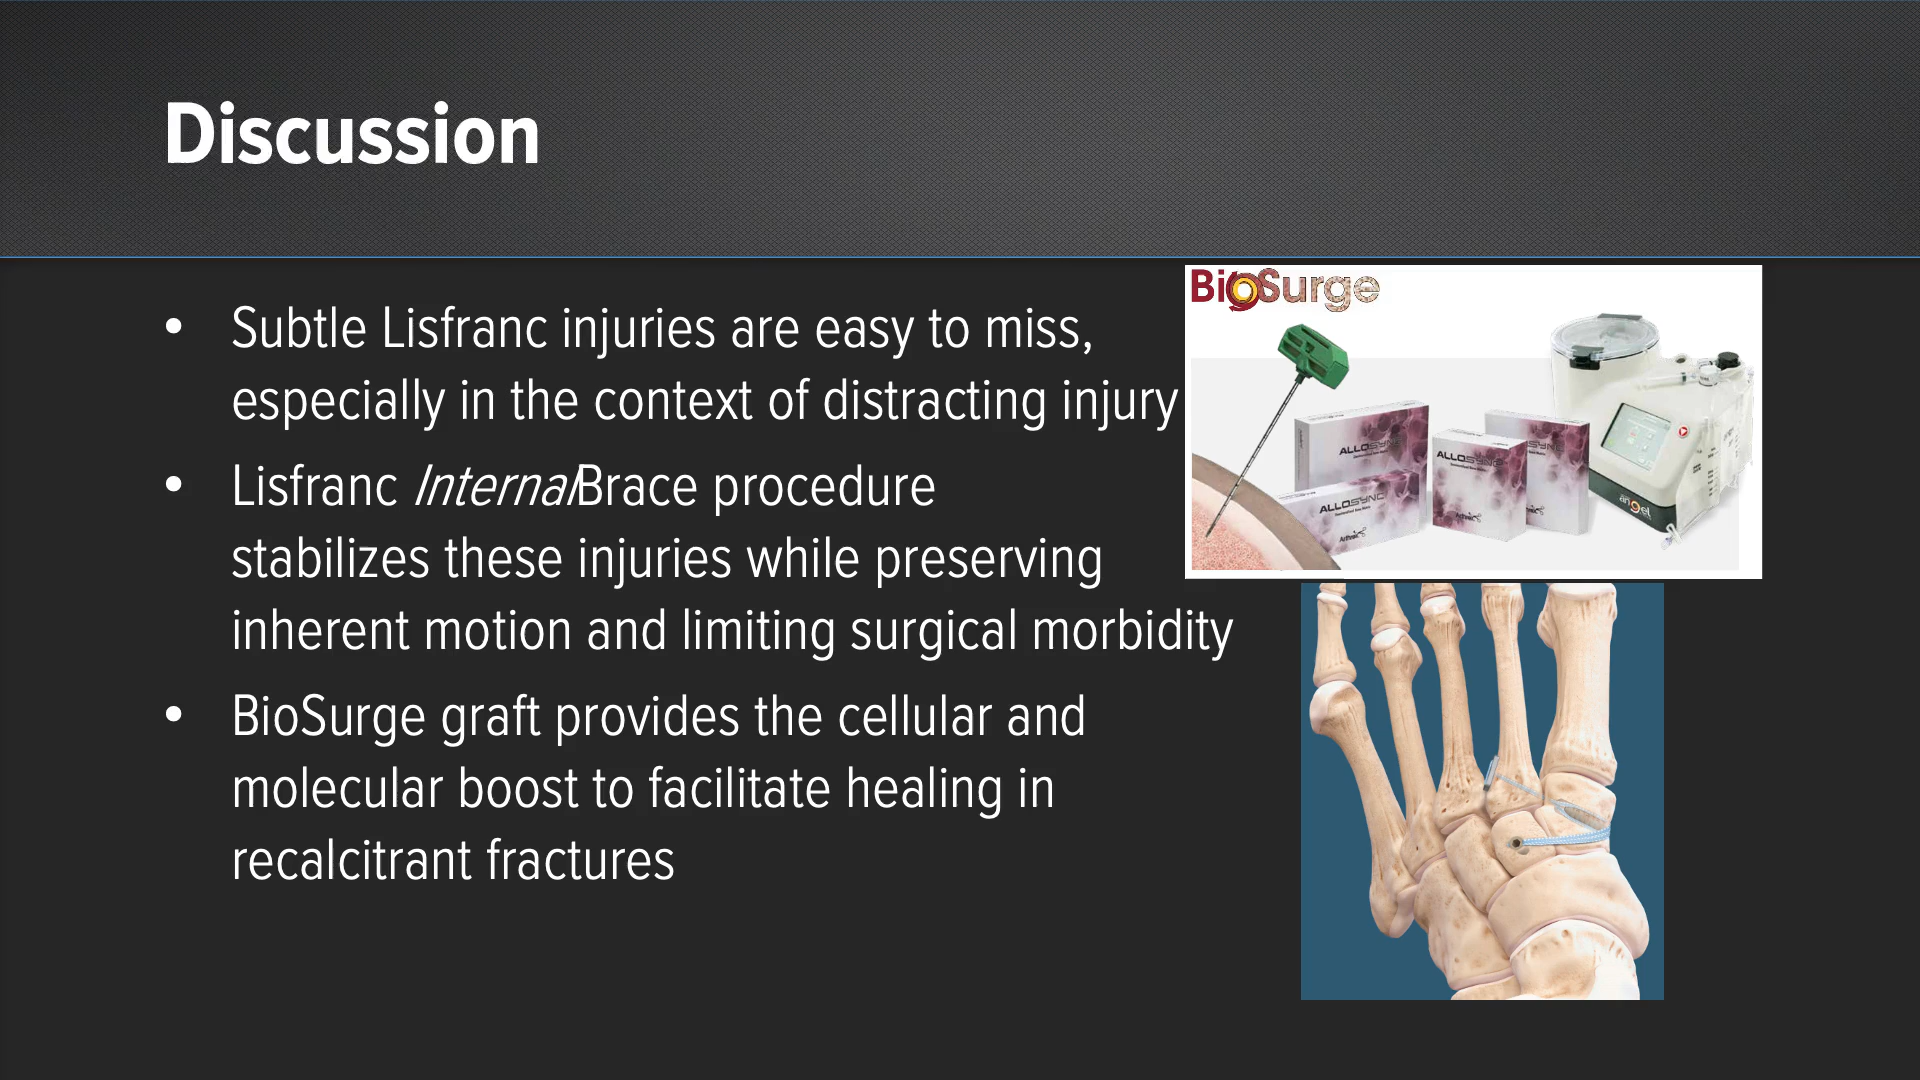 Discussion
• Subtle Lisfranc injuries are easy to miss,
especially in the context of distracting injury
• Lisfranc InternalBrace procedure
stabilizes these injuries while preserving
inherent motion and limiting surgical morbidity
• BioSurge graft provides the cellular and
molecular boost to facilitate healing in
recalcitrant fractures
BioSurge
ALLOSYNC
ALLOSYNC
ALLOSYNC
Arthrex
Arthrex
angel